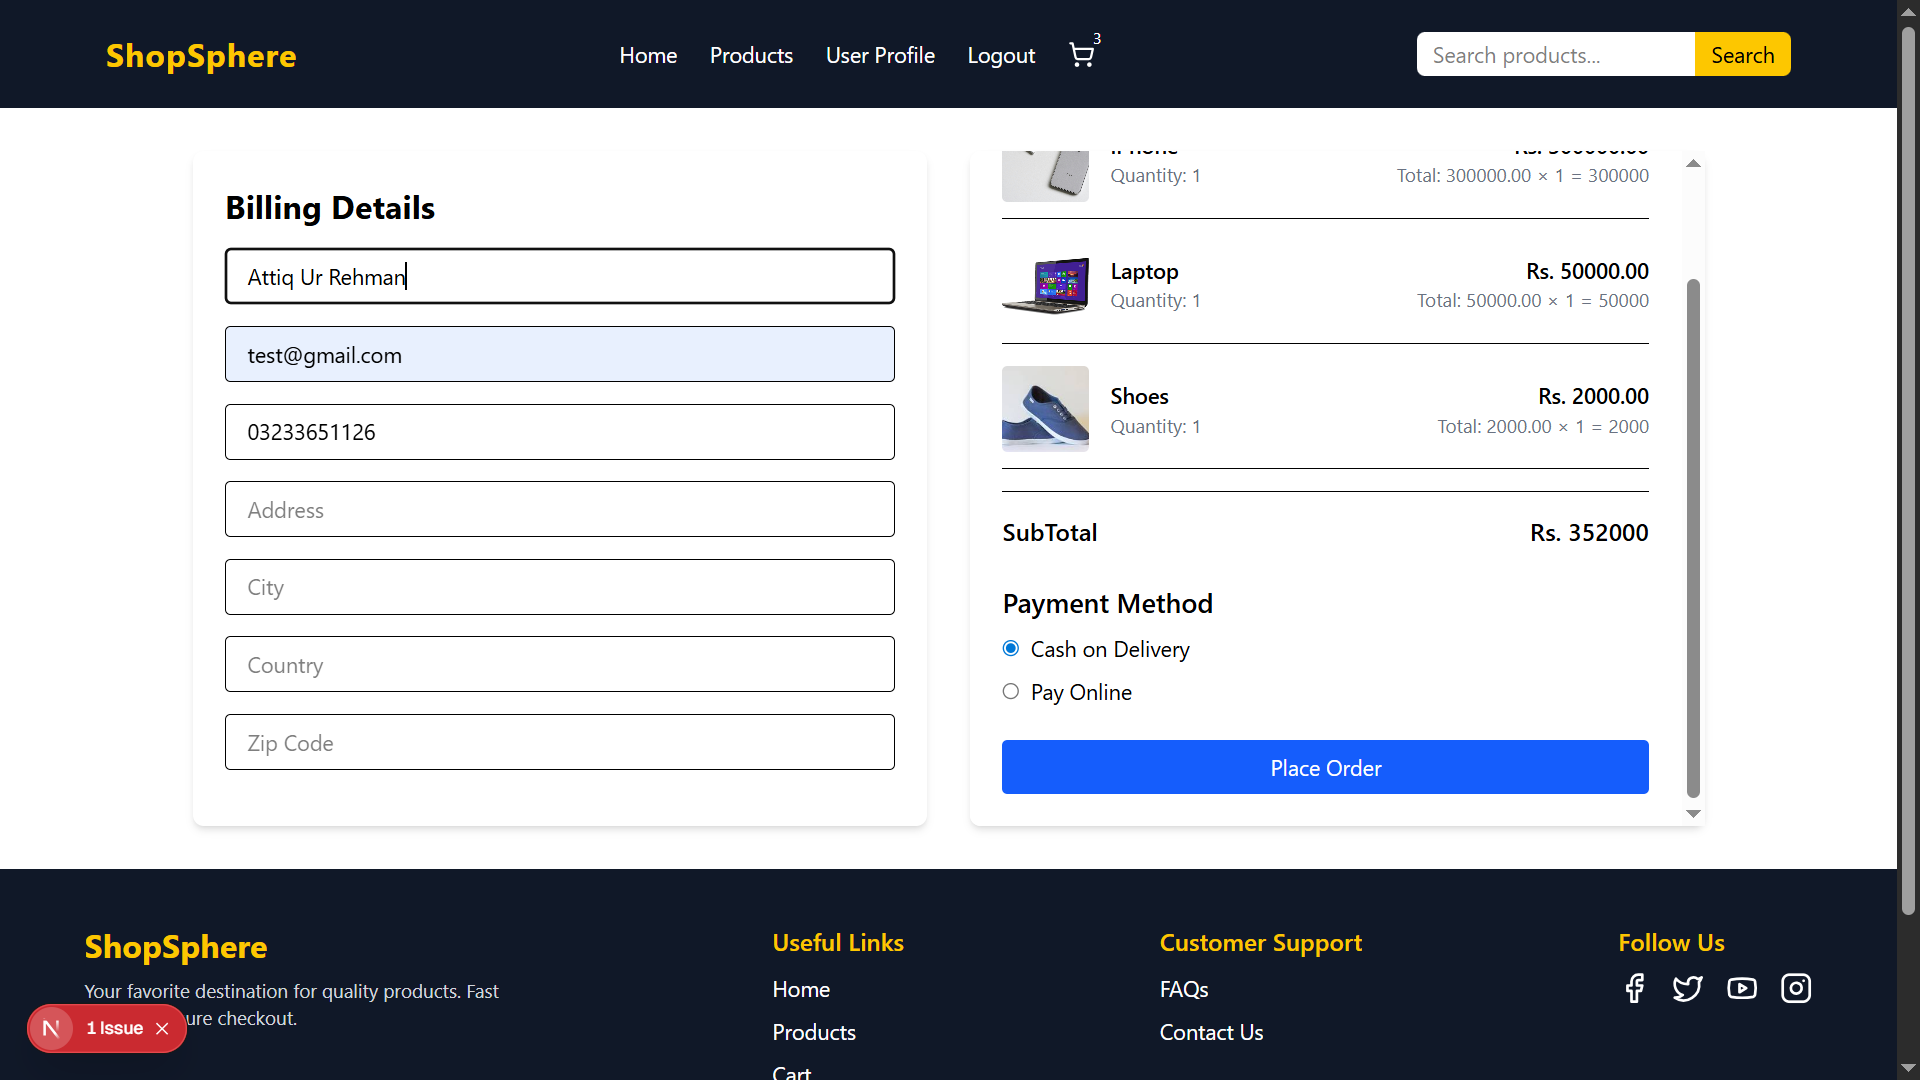 ShopSphere
Home
Products
User Profile
Logout
3
Search products...
Search
Billing Details
Attiq Ur Rehman
test@gmail.com
03233651126
Address
City
Country
Zip Code
Quantity: 1
Total: 300000.00 × 1 = 300000
Laptop
Rs. 50000.00
Quantity: 1
Total: 50000.00 × 1 = 50000
Shoes
Rs. 2000.00
Quantity: 1
Total: 2000.00 × 1 = 2000
SubTotal
Rs. 352000
Payment Method
Cash on Delivery
Pay Online
Place Order
ShopSphere
Your favorite destination for quality products. Fast
ure checkout.
N
1 Issue
Useful Links
Home
Products
Cart
Customer Support
FAQs
Contact Us
Follow Us